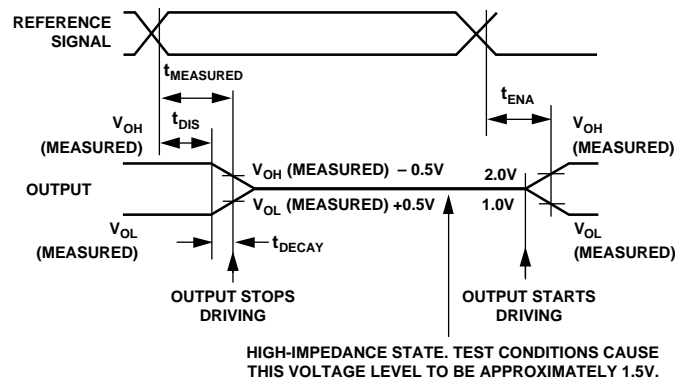 REFERENCE
SIGNAL
tMEASURED
tENA
tDIS
VOH
(MEASURED)
VOH
(MEASURED)
VOH (MEASURED) – 0.5V
2.0V
OUTPUT
VOL (MEASURED) +0.5V
1.0V
VOL
(MEASURED)
VOL
(MEASURED)
tDECAY
OUTPUT STOPS
DRIVING
OUTPUT STARTS
DRIVING
HIGH-IMPEDANCE STATE. TEST CONDITIONS CAUSE
THIS VOLTAGE LEVEL TO BE APPROXIMATELY 1.5V.